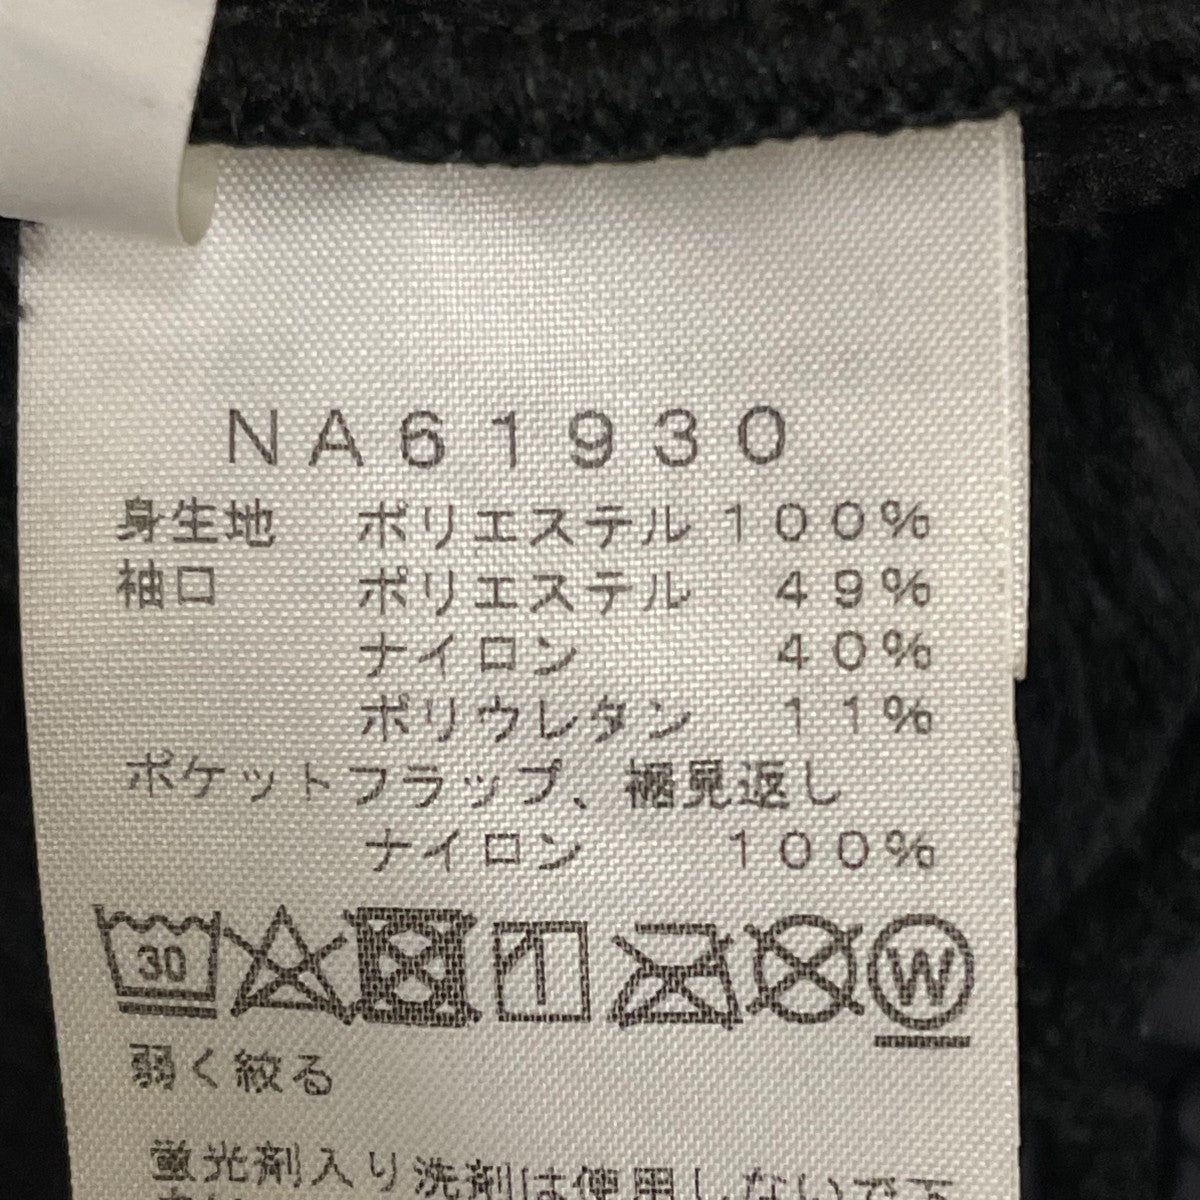 NA61930
身生地 ポリエステル 100%
袖口 ポリエステル 49%
ナイロン 40%
ポリウレタン 11%
ポケットフラップ、裾見返し
ナイロン 100%
30 W
弱く絞る
蛍光剤入り洗剤は使用しないで下